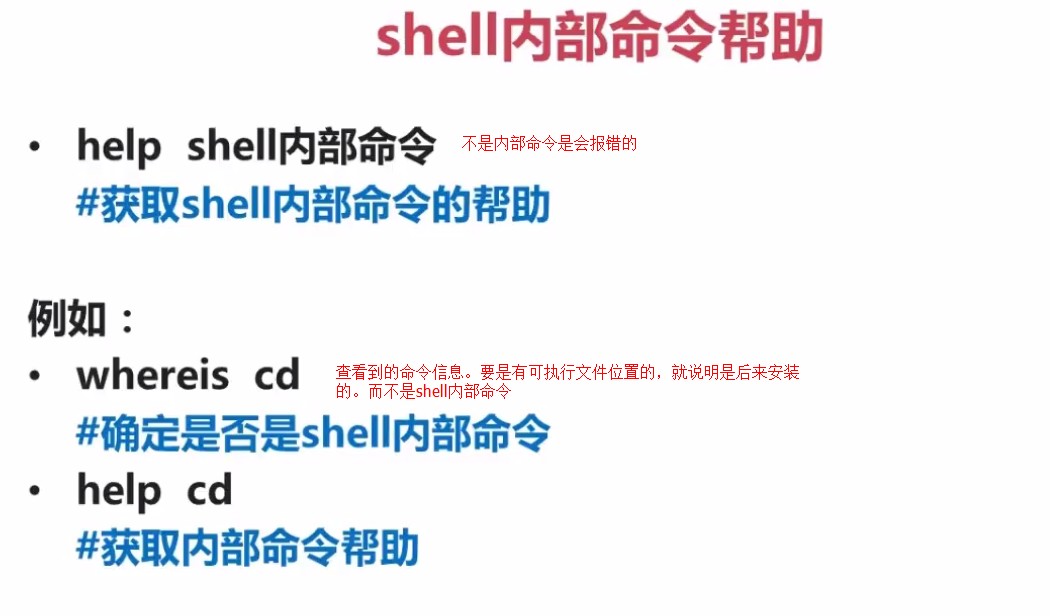 shell内部命令帮助
• help shell内部命令 不是内部命令是会报错的
#获取shell内部命令的帮助
例如：
• whereis cd 查看到的命令信息。要是有可执行文件位置的，就说明是后来安装
的。而不是shell内部命令
#确定是否是shell内部命令
• help cd
#获取内部命令帮助